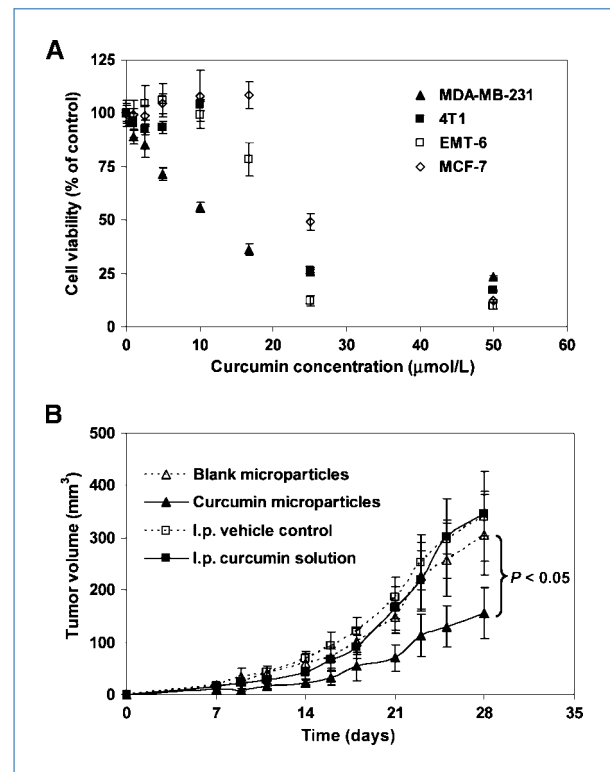 A
125
100
75
50
25
0
Cell viability (% of control)
MDA-MB-231
4T1
EMT-6
MCF-7
0 10 20 30 40 50 60
Curcumin concentration (μmol/L)
B
500
400
300
200
100
0
Tumor volume (mm³)
Blank microparticles
Curcumin microparticles
I.p. vehicle control
I.p. curcumin solution
P < 0.05
0 7 14 21 28 35
Time (days)